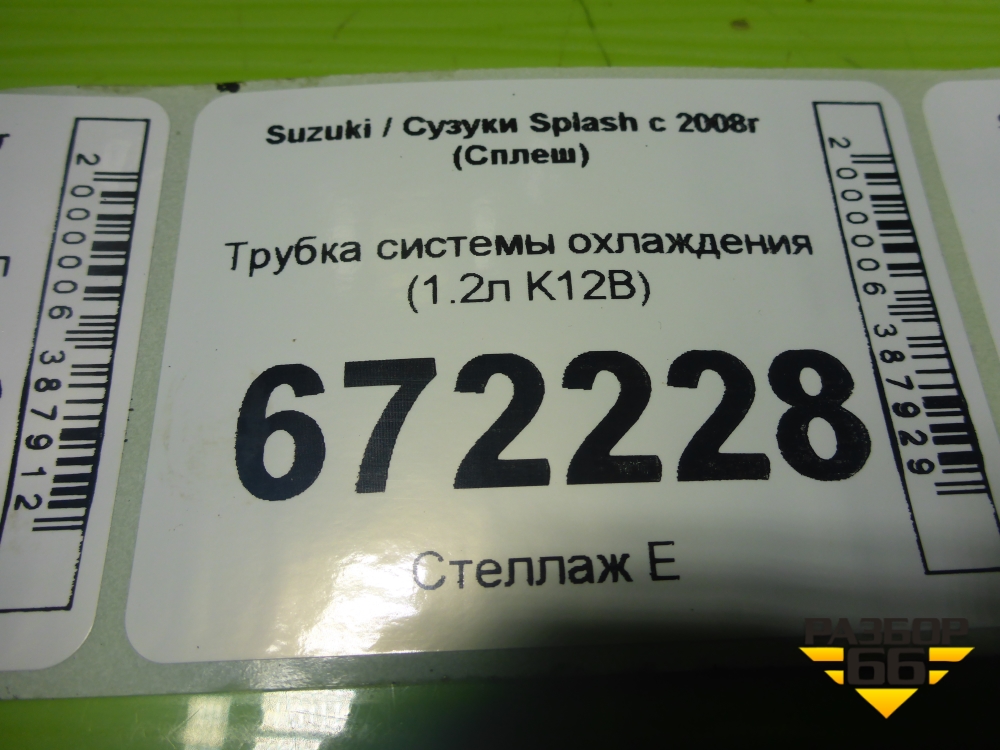 Suzuki / Сузуки Splash с 2008г
(Сплеш)
Трубка системы охлаждения
(1.2л K12B)
672228
Стеллаж Е
2000006387929
2000006387912
РАЗБОР
66